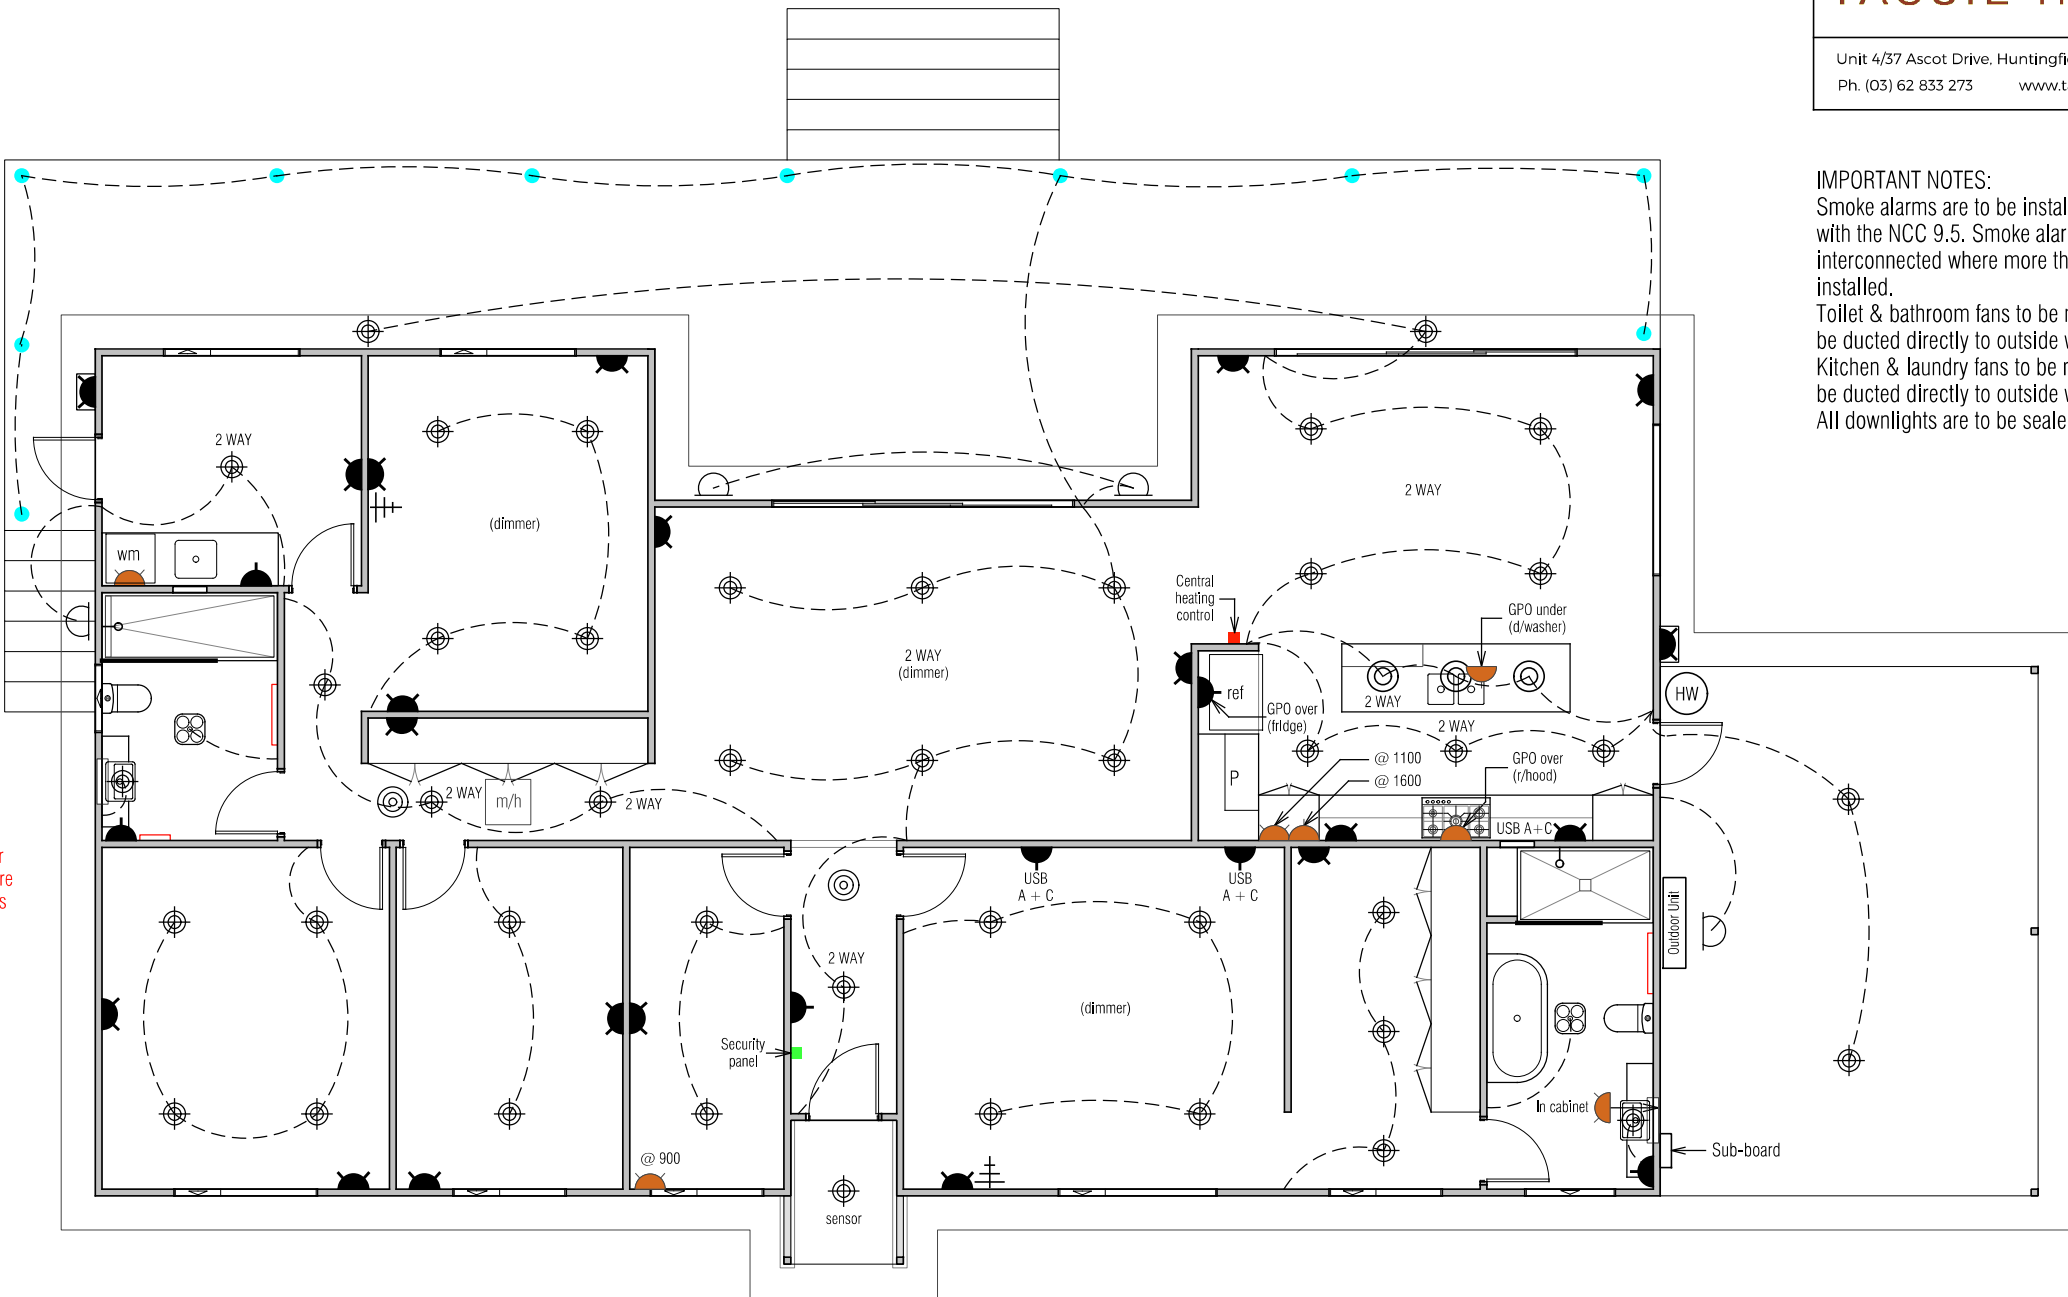 Unit 4/37 Ascot Drive,
Ph. (03) 62 833 273
IMPORTANT NOTES:
Smoke alarms are to be
with the NCC 9.5. Smoke
interconnected where more
installed.
Toilet & bathroom fans to be
be ducted directly to outside
Kitchen & laundry fans to be
be ducted directly to outside
All downlights are to be
2 WAY
(dimmer)
2 WAY
wm
Central
heating
control
GPO under
(d/washer)
2 WAY
(dimmer)
ref
GPO over
(fridge)
2 WAY
HW
2 WAY
@ 1100
GPO over
(r/hood)
P
@ 1600
2 WAY
m/h
2 WAY
USB A+C
USB
A + C
USB
A + C
Outdoor Unit
2 WAY
(dimmer)
Security
panel
In cabinet
Sub-board
@ 900
sensor